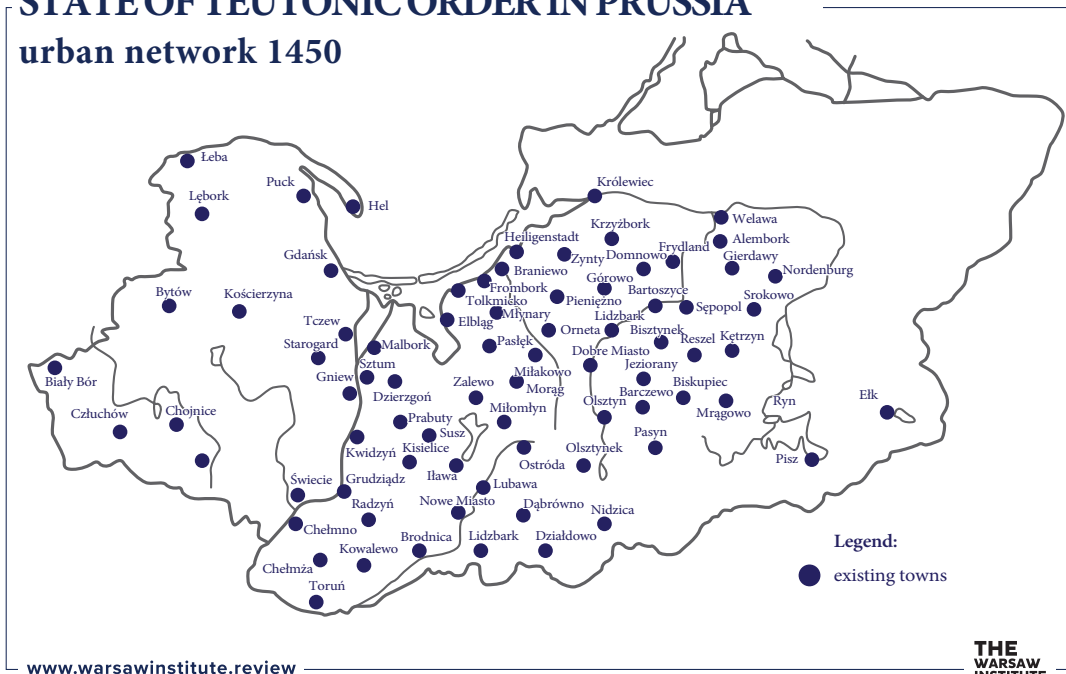 STATE OF TEUTONIC ORDER IN PRUSSIA
urban network 1450
Łeba
Puck
Lębork
Hel
Królewiec
Krzyżbork
Welawa
Heiligenstadt
Alembork
Frydland
Gdańsk
Zynty
Domnowo
Gierdawy
Braniewo
Nordenburg
Górowo
Frombork
Bytów
Kościerzyna
Tolkmicko
Pieniężno
Bartoszyce
Srokowo
Młynary
Lidzbark
Sępopol
Tczew
Elbląg
Orneta
Bisztynek
Starogard
Malbork
Pasłęk
Reszel
Kętrzyn
Dobre Miasto
Sztum
Miłakowo
Jeziorany
Gniew
Biały Bór
Zalewo
Morąg
Biskupiec
Dzierzgoń
Barczewo
Ełk
Człuchów
Chojnice
Miłomłyn
Olsztyn
Mrągowo
Ryn
Prabuty
Susz
Pasyn
Kwidzyń
Kisielice
Olsztynek
Pisz
Iława
Ostróda
Świecie
Grudziądz
Lubawa
Radzyń
Nowe Miasto
Dąbrówno
Nidzica
Chełmno
Brodnica
Lidzbark
Działdowo
Kowalewo
Chełmża
Toruń
Legend:
existing towns
www.warsawinstitute.review
THE
WARSAW
INSTITUTE